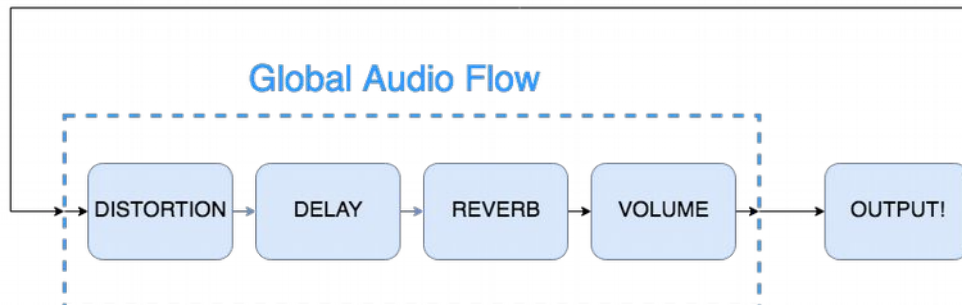 Global Audio Flow
DISTORTION
DELAY
REVERB
VOLUME
OUTPUT!